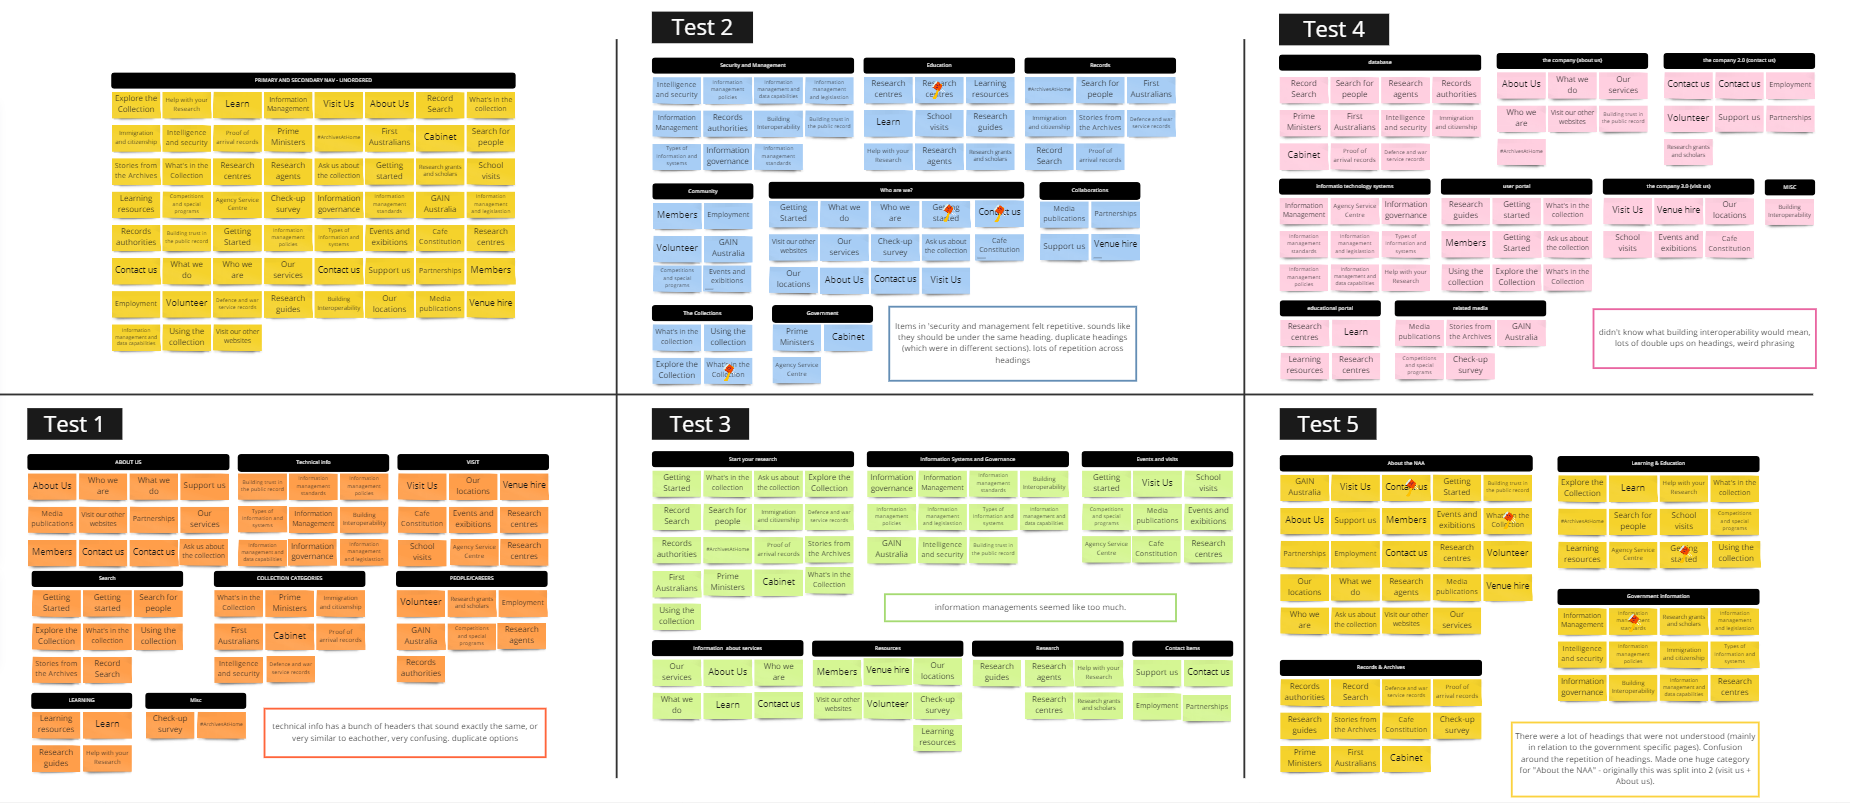 PRIMARY AND SECONDARY NAV - UNORDERED
Explore the Collection
Help with your Research
Learn
Information Management
Visit Us
About Us
Record Search
What's in the collection
Immigration and citizenship
Intelligence and security
Proof of arrival records
Prime Ministers
#ArchivesAtHome
First Australians
Cabinet
Search for people
Stories from the Archives
What's in the Collection
Research centres
Research agents
Ask us about the collection
Getting started
Research grants and scholars
School visits
Learning resources
Competitions and special programs
Agency Service Centre
Check-up survey
Information governance
Information management standards
GAIN Australia
Information management and legislastion
Records authorities
Building trust in the public record
Getting Started
Information management policies
Types of information and systems
Events and exibitions
Cafe Constitution
Research centres
Contact us
What we do
Who we are
Our services
Contact us
Support us
Partnerships
Members
Employment
Volunteer
Defence and war service records
Research guides
Building Interoperability
Our locations
Media publications
Venue hire
Information management and data capabilities
Using the collection
Visit our other websites
Test 2
Security and Management
Intelligence and security
Information management policies
Information management and data capabilities
Information management and legislastion
Information Management
Records authorities
Building Interoperability
Building trust in the public record
Types of information and systems
Information governance
Information management standards
Education
Research centres
Research centres
Learning resources
Learn
School visits
Research guides
Help with your Research
Research agents
Research grants and scholars
Records
#ArchivesAtHome
Search for people
First Australians
Immigration and citizenship
Stories from the Archives
Defence and war service records
Record Search
Proof of arrival records
Community
Members
Employment
Volunteer
GAIN Australia
Competitions and special programs
Events and exibitions
Who are we?
Getting Started
What we do
Who we are
Getting started
Contact us
Visit our other websites
Our services
Check-up survey
Ask us about the collection
Cafe Constitution
Our locations
About Us
Contact us
Visit Us
Collaborations
Media publications
Partnerships
Support us
Venue hire
The Collections
What's in the collection
Using the collection
Explore the Collection
What's in the Collection
Government
Prime Ministers
Cabinet
Agency Service Centre
Items in 'security and management felt repetitive. sounds like
they should be under the same heading. duplicate headings
(which were in different sections). lots of repetition across
headings
Test 4
database
Record Search
Search for people
Research agents
Records authorities
Prime Ministers
First Australians
Intelligence and security
Immigration and citizenship
Cabinet
Proof of arrival records
Defence and war service records
the company (about us)
About Us
What we do
Our services
Who we are
Visit our other websites
Building trust in the public record
#ArchivesAtHome
the company 2.0 (contact us)
Contact us
Contact us
Employment
Volunteer
Support us
Partnerships
Research grants and scholars
Informatio technology systems
Information Management
Agency Service Centre
Information governance
Information management standards
Information management and legislastion
Types of information and systems
Information management policies
Information management and data capabilities
Help with your Research
user portal
Research guides
Getting started
What's in the collection
Members
Getting Started
Ask us about the collection
Using the collection
Explore the Collection
What's in the Collection
the company 3.0 (visit us)
Visit Us
Venue hire
Our locations
School visits
Events and exibitions
Cafe Constitution
MISC
Building Interoperability
educational portal
Research centres
Learn
Learning resources
Research centres
related media
Media publications
Stories from the Archives
GAIN Australia
Competitions and special programs
Check-up survey
didn't know what building interoperability would mean,
lots of double ups on headings, weird phrasing
Test 1
ABOUT US
About Us
Who we are
What we do
Support us
Media publications
Visit our other websites
Partnerships
Our services
Members
Contact us
Contact us
Ask us about the collection
Technical info
Building trust in the public record
Information management standards
Information management policies
Types of information and systems
Information Management
Building Interoperability
Information management and data capabilities
Information governance
Information management and legislastion
VISIT
Visit Us
Our locations
Venue hire
Cafe Constitution
Events and exibitions
Research centres
School visits
Agency Service Centre
Research centres
Search
Getting Started
Getting started
Search for people
Explore the Collection
What's in the collection
Using the collection
Stories from the Archives
Record Search
COLLECTION CATEGORIES
What's in the Collection
Prime Ministers
Immigration and citizenship
First Australians
Cabinet
Proof of arrival records
Intelligence and security
Defence and war service records
PEOPLE/CAREERS
Volunteer
Research grants and scholars
Employment
GAIN Australia
Competitions and special programs
Research agents
Records authorities
LEARNING
Learning resources
Learn
Research guides
Help with your Research
Misc
Check-up survey
#ArchivesAtHome
technical info has a bunch of headers that sound exactly the same, or
very similar to eachother, very confusing. duplicate options
Test 3
Start your research
Getting Started
What's in the collection
Ask us about the collection
Explore the Collection
Record Search
Search for people
Immigration and citizenship
Defence and war service records
Records authorities
#ArchivesAtHome
Proof of arrival records
Stories from the Archives
First Australians
Prime Ministers
Cabinet
What's in the Collection
Using the collection
Information Systems and Governance
Information governance
Information Management
Information management standards
Building Interoperability
Information management policies
Information management and legislastion
Types of information and systems
Information management and data capabilities
GAIN Australia
Intelligence and security
Building trust in the public record
Events and visits
Getting started
Visit Us
School visits
Competitions and special programs
Media publications
Events and exibitions
Agency Service Centre
Cafe Constitution
Research centres
information managements seemed like too much.
Information about services
Our services
About Us
Who we are
What we do
Learn
Contact us
Resources
Members
Venue hire
Our locations
Visit our other websites
Volunteer
Check-up survey
Learning resources
Research
Research guides
Research agents
Help with your Research
Research centres
Research grants and scholars
Contact items
Support us
Contact us
Employment
Partnerships
Test 5
About the NAA
GAIN Australia
Visit Us
Contact us
Getting Started
Building trust in the public record
About Us
Support us
Members
Events and exibitions
What's in the Collection
Partnerships
Employment
Contact us
Research centres
Volunteer
Our locations
What we do
Research agents
Media publications
Venue hire
Who we are
Ask us about the collection
Visit our other websites
Our services
Learning & Education
Explore the Collection
Learn
Help with your Research
What's in the collection
#ArchivesAtHome
Search for people
School visits
Competitions and special programs
Learning resources
Agency Service Centre
Getting started
Using the collection
Government Information
Information Management
Information management standards
Research grants and scholars
Information management and legislastion
Intelligence and security
Information management policies
Immigration and citizenship
Types of information and systems
Information governance
Building Interoperability
Information management and data capabilities
Research centres
Records & Archives
Records authorities
Record Search
Defence and war service records
Proof of arrival records
Research guides
Stories from the Archives
Cafe Constitution
Check-up survey
Prime Ministers
First Australians
Cabinet
There were a lot of headings that were not understood (mainly
in relation to the government specific pages). Confusion
around the repetition of headings. Made one huge category
for "About the NAA" - originally this was split into 2 (visit us +
About us).